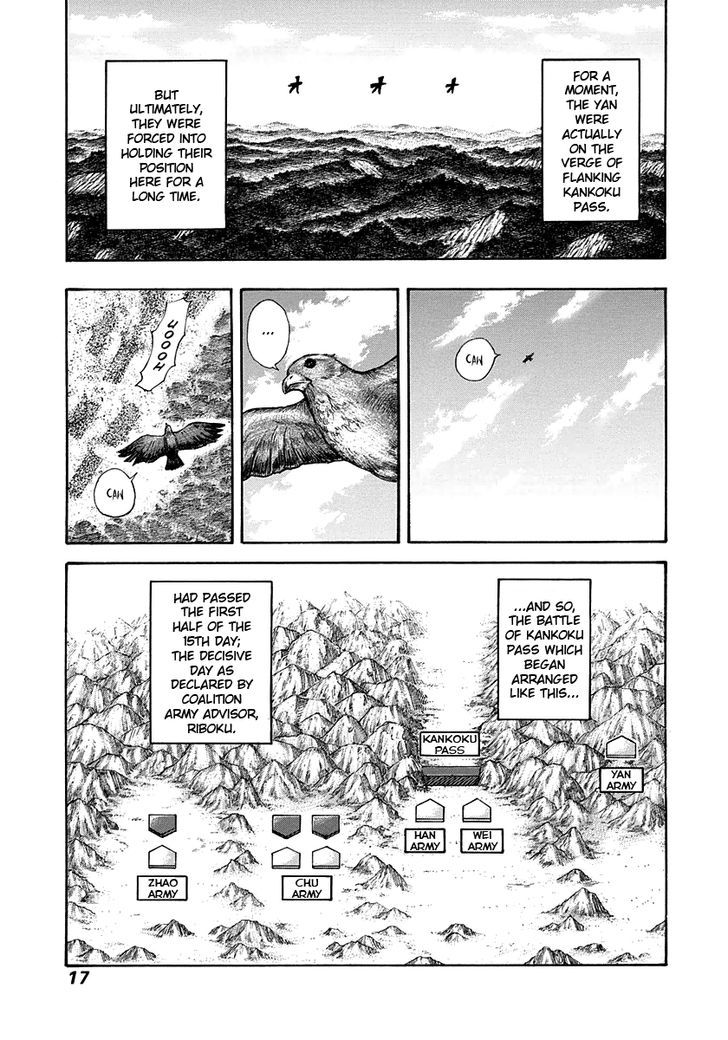 FOR A
MOMENT,
THE YAN
WERE
ACTUALLY
ON THE
VERGE OF
FLANKING
KANKOKU
PASS.
BUT
ULTIMATELY,
THEY WERE
FORCED INTO
HOLDING THEIR
POSITION
HERE FOR A
LONG TIME.
CAW
...
UOOOH
CAW
...AND SO,
THE BATTLE
OF KANKOKU
PASS WHICH
BEGAN
ARRANGED
LIKE THIS...
HAD PASSED
THE FIRST
HALF OF THE
15TH DAY;
THE DECISIVE
DAY AS
DECLARED BY
COALITION
ARMY ADVISOR,
RIBOKU.
KANKOKU
PASS
YAN
ARMY
WEI
ARMY
HAN
ARMY
CHU
ARMY
ZHAO
ARMY
17